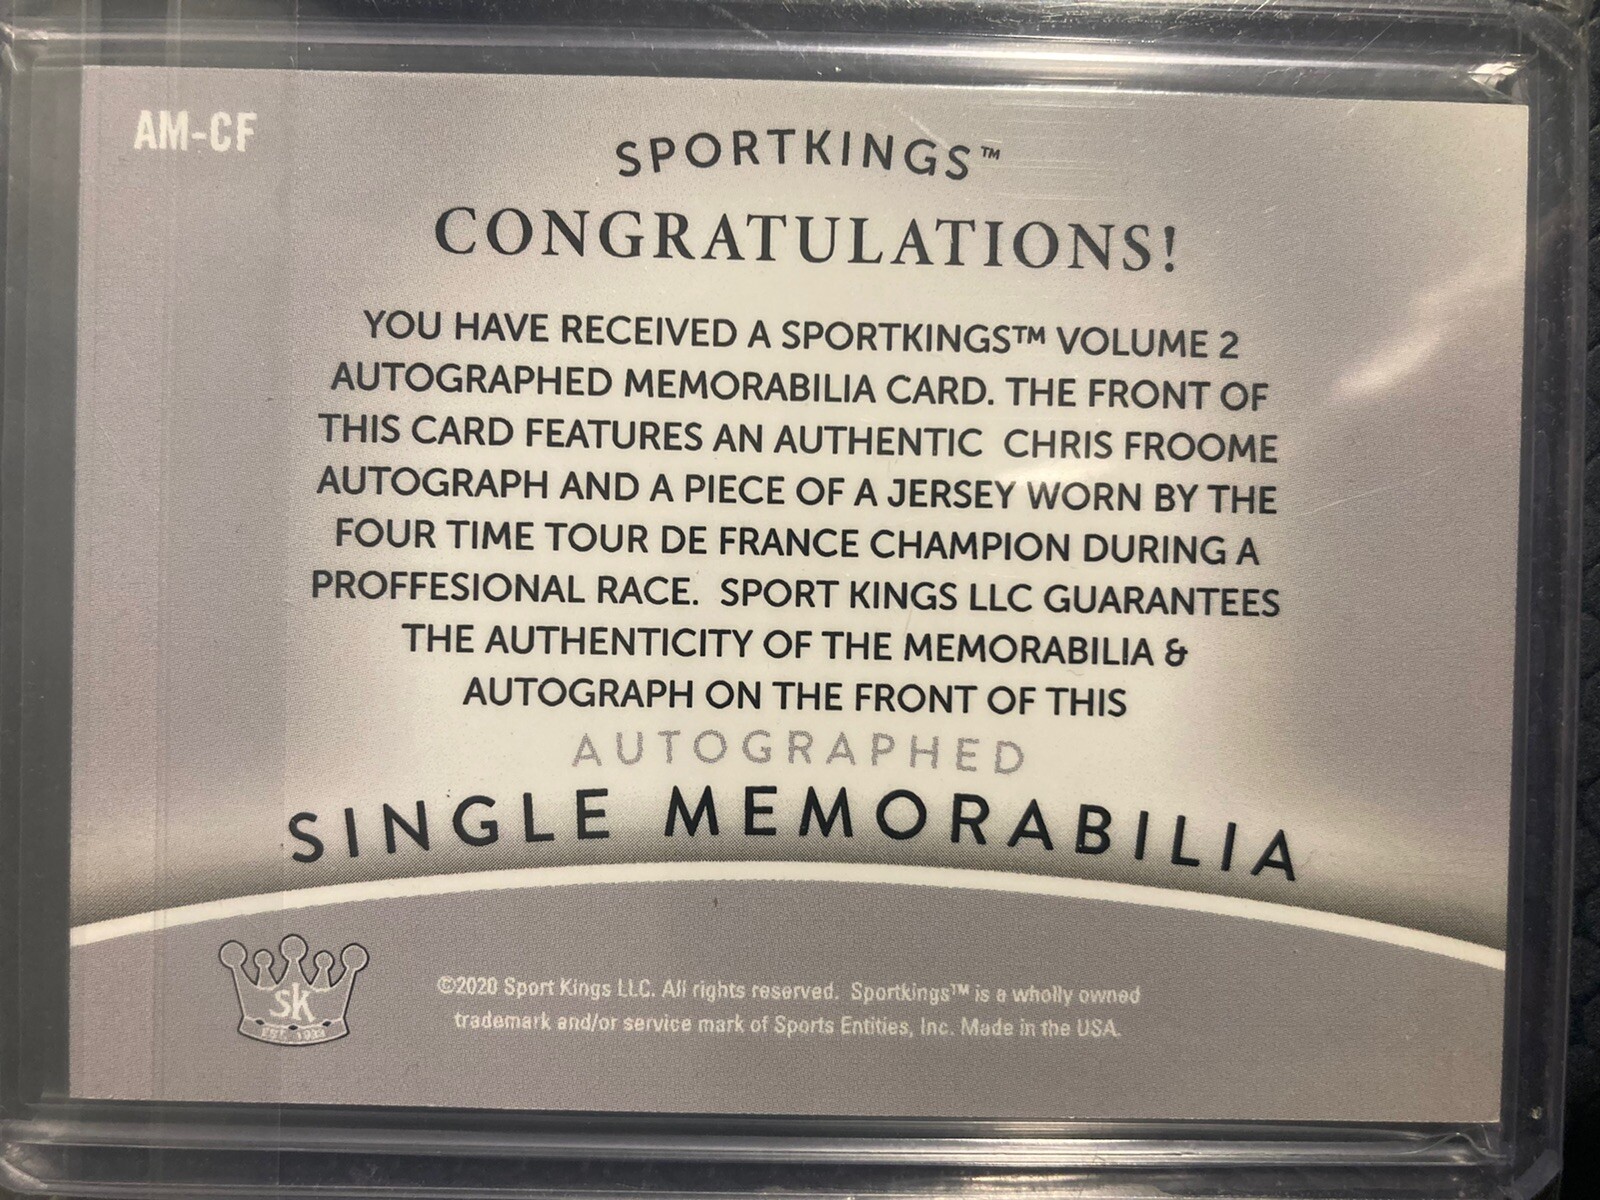 AM-CF
SPORTKINGS™
CONGRATULATIONS!
YOU HAVE RECEIVED A SPORTKINGS™ VOLUME 2
AUTOGRAPHED MEMORABILIA CARD. THE FRONT OF
THIS CARD FEATURES AN AUTHENTIC CHRIS FROOME
AUTOGRAPH AND A PIECE OF A JERSEY WORN BY THE
FOUR TIME TOUR DE FRANCE CHAMPION DURING A
PROFFESIONAL RACE. SPORT KINGS LLC GUARANTEES
THE AUTHENTICITY OF THE MEMORABILIA &
AUTOGRAPH ON THE FRONT OF THIS
AUTOGRAPHED
SINGLE MEMORABILIA
sk
EST. 1933
©2020 Sport Kings LLC. All rights reserved. Sportkings™ is a wholly owned
trademark and/or service mark of Sports Entities, Inc. Made in the USA.